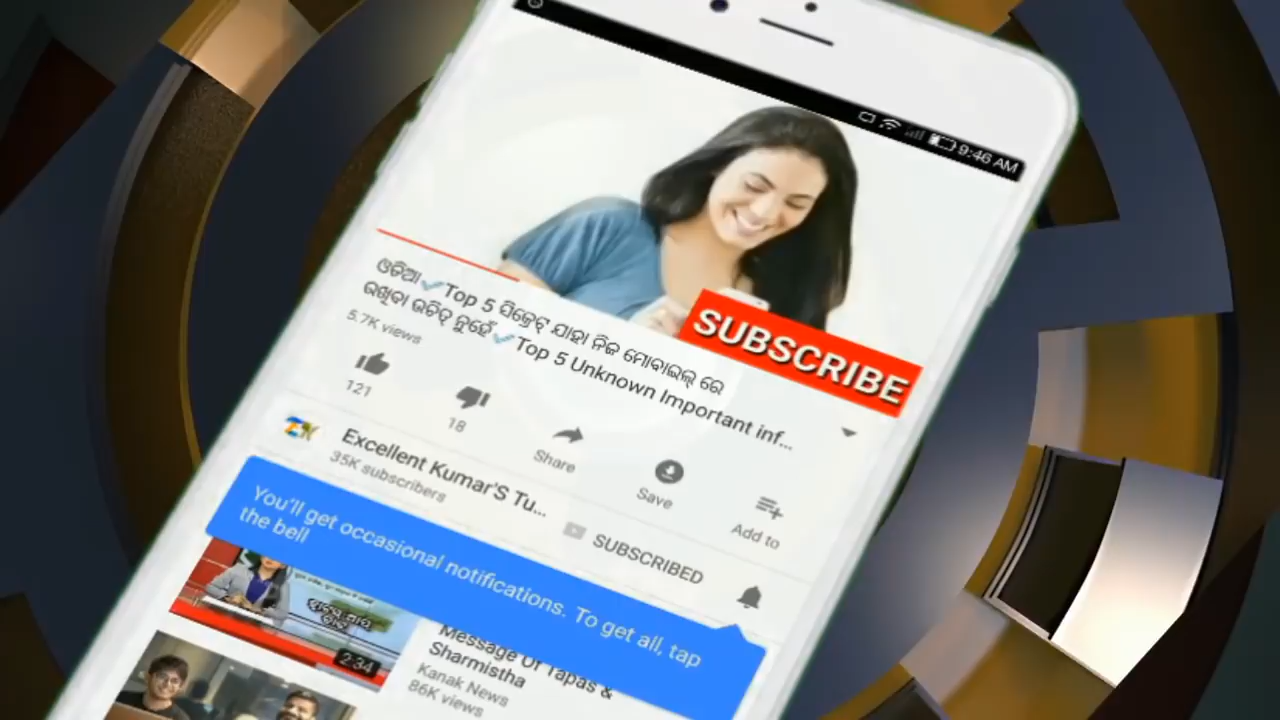 9:46 AM
SUBSCRIBE
ଓଡିଆ✔Top 5 ସିକ୍ରେଟ୍ ଯାହା ନିଜ ମୋବାଇଲ୍ ରେ
ରଖିବା ଉଚିତ୍ ନୁହେଁ✔Top 5 Unknown Important inf...
5.7K views
121
18
Share
Save
Add to
Excellent Kumar'S Tu...
35K subscribers
SUBSCRIBED
You'll get occasional notifications. To get all, tap
the bell
2:34
Message Of Tapas &
Sharmistha
Kanak News
86K views